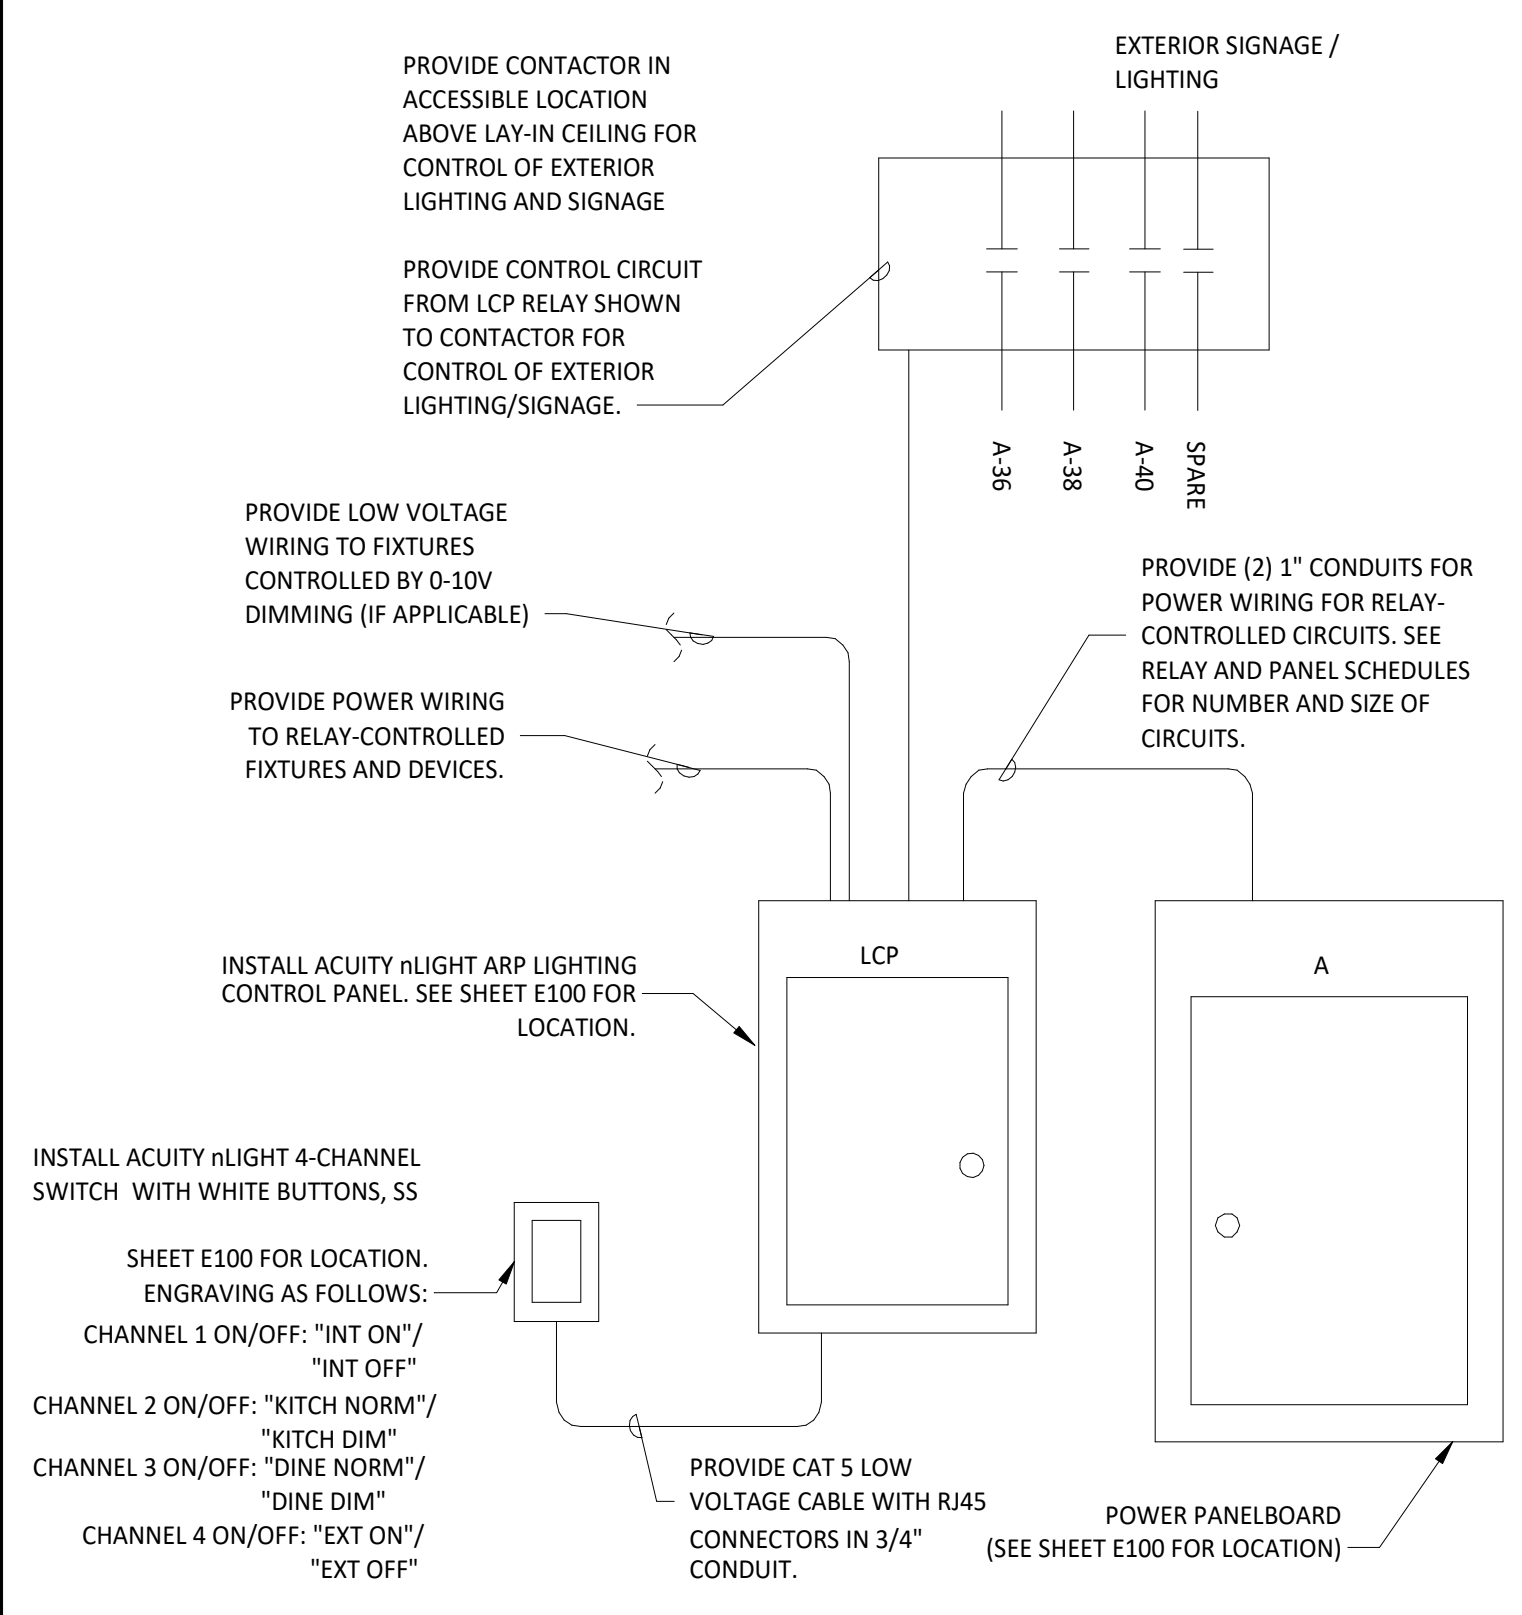 EXTERIOR SIGNAGE /
LIGHTING
PROVIDE CONTACTOR IN
ACCESSIBLE LOCATION
ABOVE LAY-IN CEILING FOR
CONTROL OF EXTERIOR
LIGHTING AND SIGNAGE
PROVIDE CONTROL CIRCUIT
FROM LCP RELAY SHOWN
TO CONTACTOR FOR
CONTROL OF EXTERIOR
LIGHTING/SIGNAGE.
A-36
A-38
A-40
SPARE
PROVIDE LOW VOLTAGE
WIRING TO FIXTURES
CONTROLLED BY 0-10V
DIMMING (IF APPLICABLE)
PROVIDE (2) 1" CONDUITS FOR
POWER WIRING FOR RELAY-
CONTROLLED CIRCUITS. SEE
RELAY AND PANEL SCHEDULES
FOR NUMBER AND SIZE OF
CIRCUITS.
PROVIDE POWER WIRING
TO RELAY-CONTROLLED
FIXTURES AND DEVICES.
LCP
A
INSTALL ACUITY nLIGHT ARP LIGHTING
CONTROL PANEL. SEE SHEET E100 FOR
LOCATION.
INSTALL ACUITY nLIGHT 4-CHANNEL
SWITCH WITH WHITE BUTTONS, SS
SHEET E100 FOR LOCATION.
ENGRAVING AS FOLLOWS:
CHANNEL 1 ON/OFF: "INT ON"/
"INT OFF"
CHANNEL 2 ON/OFF: "KITCH NORM"/
"KITCH DIM"
CHANNEL 3 ON/OFF: "DINE NORM"/
"DINE DIM"
CHANNEL 4 ON/OFF: "EXT ON"/
"EXT OFF"
PROVIDE CAT 5 LOW
VOLTAGE CABLE WITH RJ45
CONNECTORS IN 3/4"
CONDUIT.
POWER PANELBOARD
(SEE SHEET E100 FOR LOCATION)